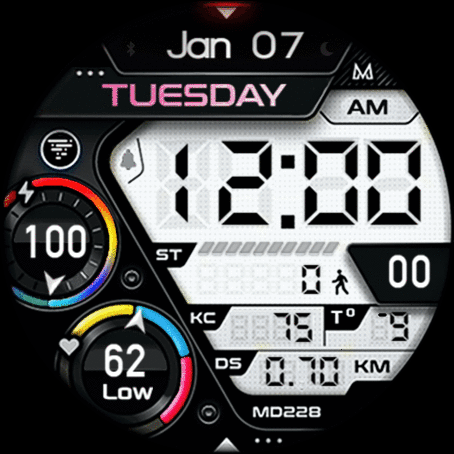 Jan 07
TUESDAY
AM
12:00
100
ST
0
00
KC 75 T° 9
62
Low
DS 0.70 KM
MD228